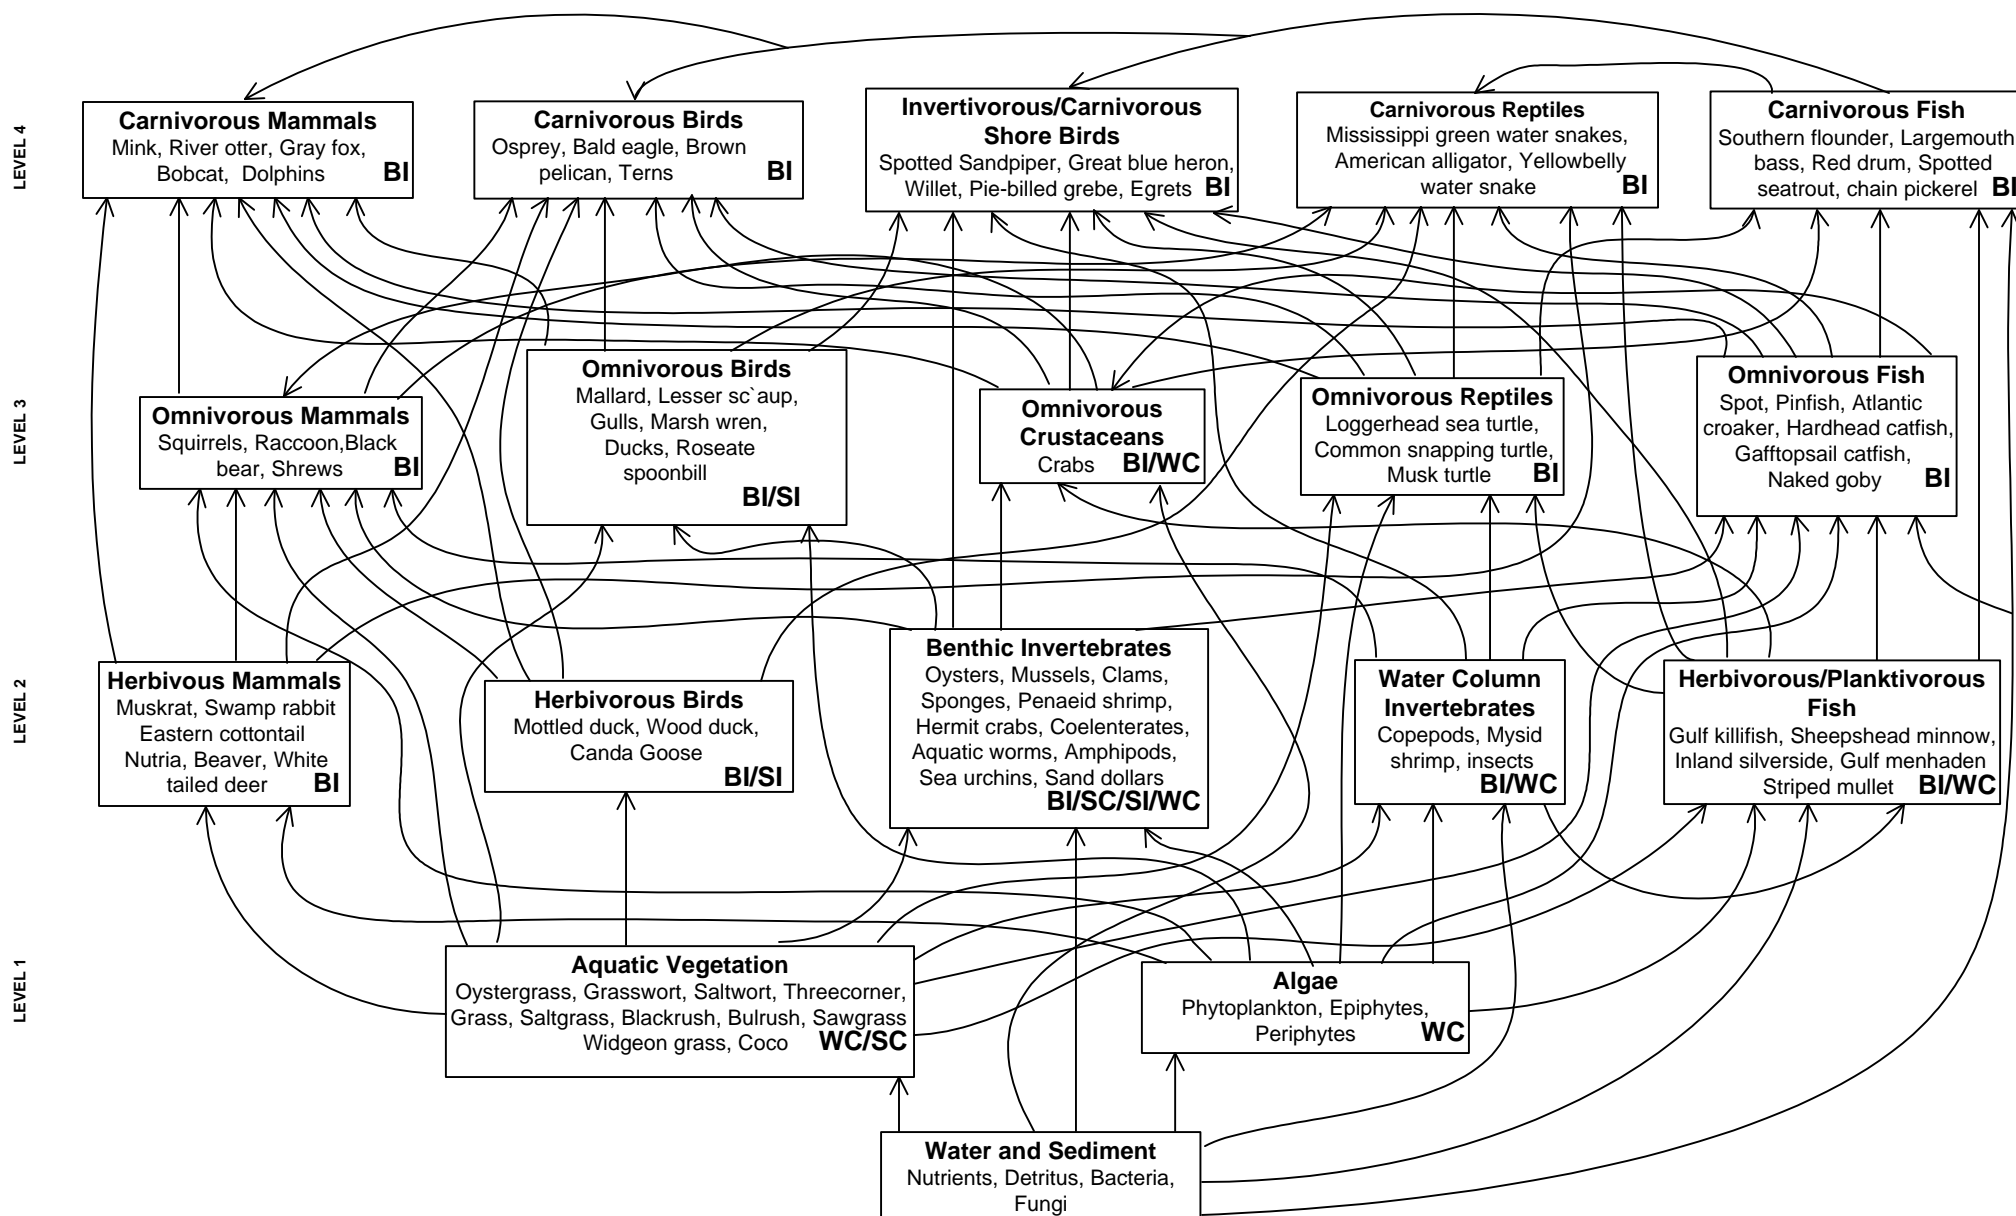 LEVEL 4
Carnivorous Mammals
Mink, River otter, Gray fox,
Bobcat, Dolphins
BI
Carnivorous Birds
Osprey, Bald eagle, Brown
pelican, Terns
BI
Invertivorous/Carnivorous
Shore Birds
Spotted Sandpiper, Great blue heron,
Willet, Pie-billed grebe, Egrets BI
Carnivorous Reptiles
Mississippi green water snakes,
American alligator, Yellowbelly
water snake
BI
Carnivorous Fish
Southern flounder, Largemouth
bass, Red drum, Spotted
seatrout, chain pickerel BI
LEVEL 3
Omnivorous Mammals
Squirrels, Raccoon,Black
bear, Shrews
BI
Omnivorous Birds
Mallard, Lesser sc`aup,
Gulls, Marsh wren,
Ducks, Roseate
spoonbill
BI/SI
Omnivorous
Crustaceans
Crabs BI/WC
Omnivorous Reptiles
Loggerhead sea turtle,
Common snapping turtle,
Musk turtle BI
Omnivorous Fish
Spot, Pinfish, Atlantic
croaker, Hardhead catfish,
Gafftopsail catfish,
Naked goby BI
LEVEL 2
Herbivous Mammals
Muskrat, Swamp rabbit
Eastern cottontail
Nutria, Beaver, White
tailed deer BI
Herbivorous Birds
Mottled duck, Wood duck,
Canda Goose
BI/SI
Benthic Invertebrates
Oysters, Mussels, Clams,
Sponges, Penaeid shrimp,
Hermit crabs, Coelenterates,
Aquatic worms, Amphipods,
Sea urchins, Sand dollars
BI/SC/SI/WC
Water Column
Invertebrates
Copepods, Mysid
shrimp, insects
BI/WC
Herbivorous/Planktivorous
Fish
Gulf killifish, Sheepshead minnow,
Inland silverside, Gulf menhaden
Striped mullet BI/WC
LEVEL 1
Aquatic Vegetation
Oystergrass, Grasswort, Saltwort, Threecorner,
Grass, Saltgrass, Blackrush, Bulrush, Sawgrass
Widgeon grass, Coco WC/SC
Algae
Phytoplankton, Epiphytes,
Periphytes WC
Water and Sediment
Nutrients, Detritus, Bacteria,
Fungi